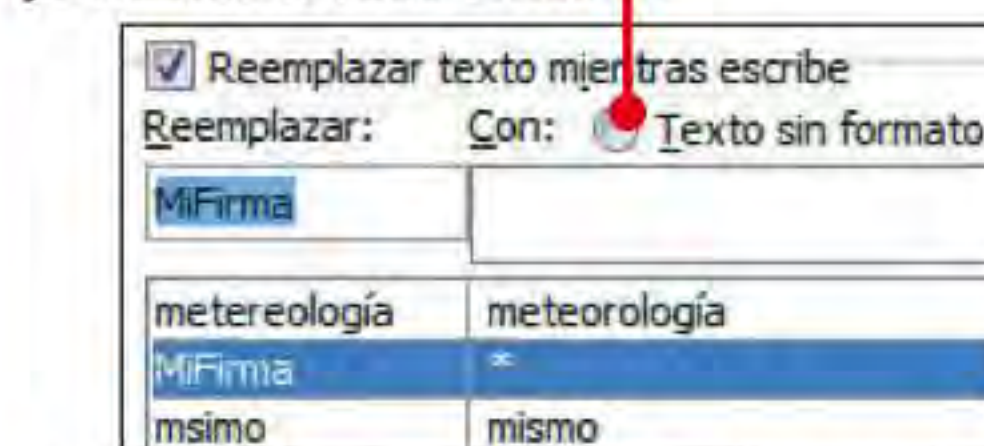 Reemplazar texto mientras escribe
Reemplazar: Con: Texto sin formato
MiFirma
metereología meteorología
MiFirma *
msimo mismo